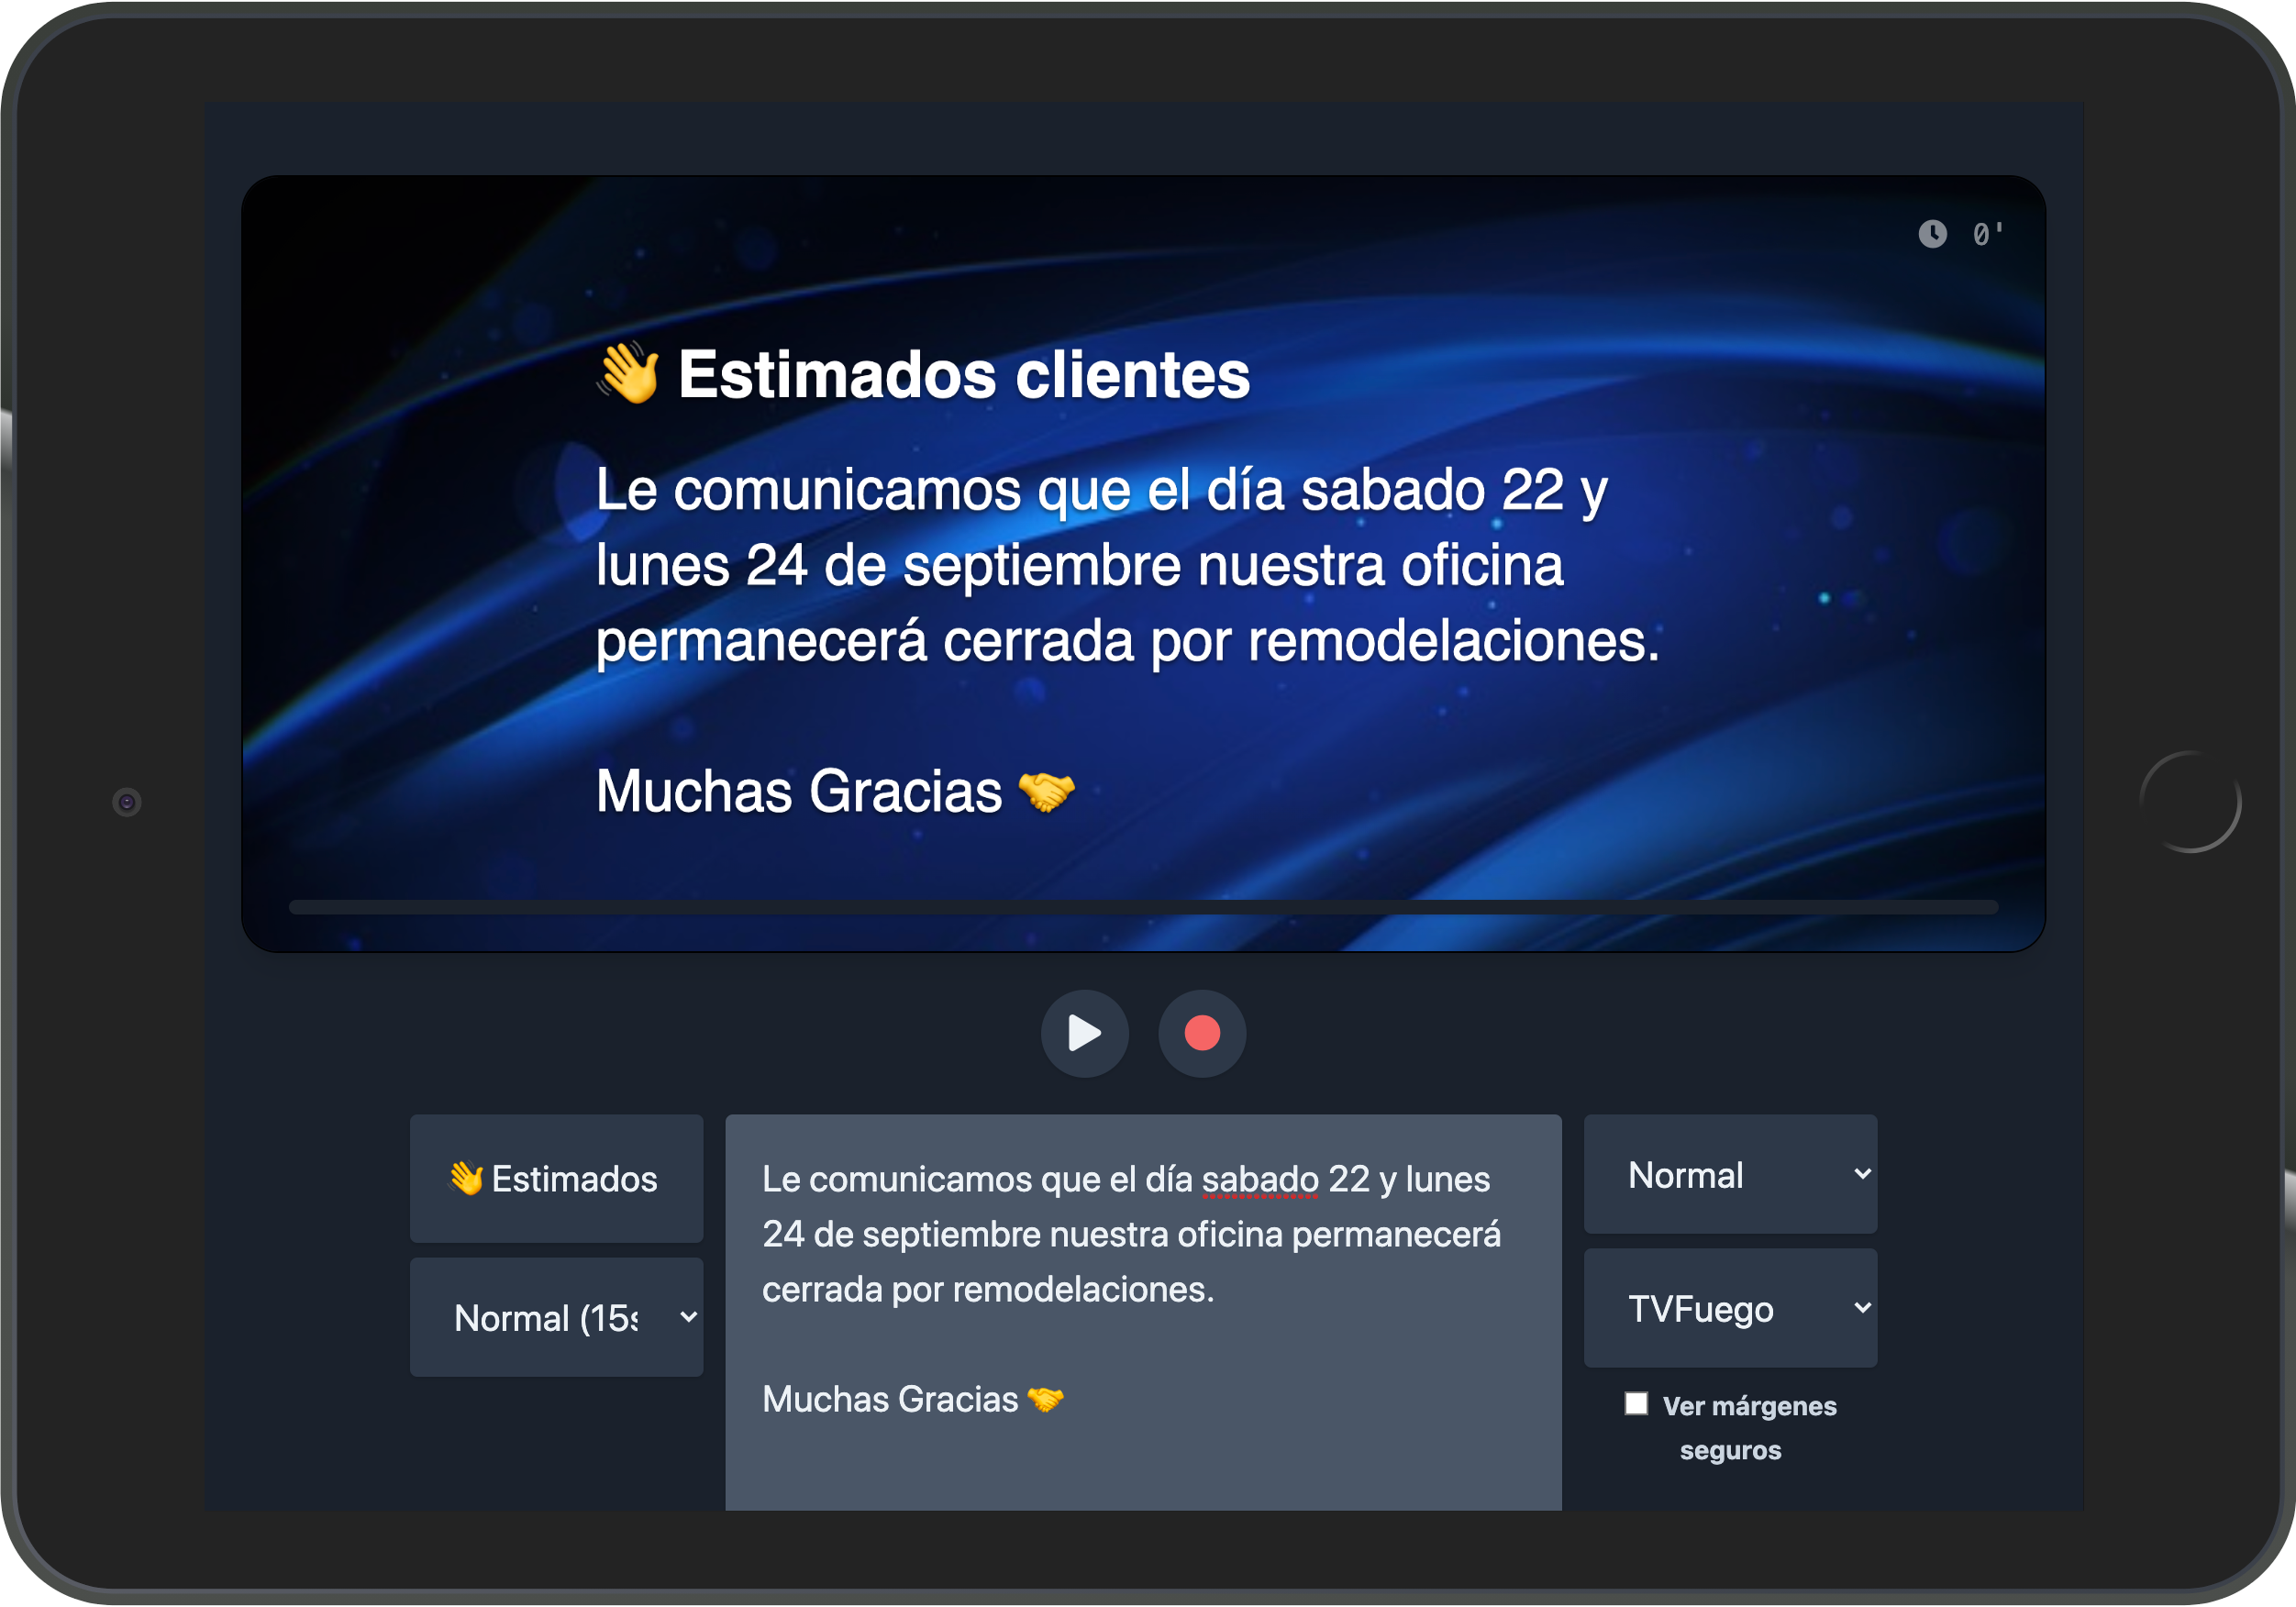 0'
👋 Estimados clientes
Le comunicamos que el día sabado 22 y
lunes 24 de septiembre nuestra oficina
permanecerá cerrada por remodelaciones.
Muchas Gracias 🤝
👋 Estimados
Normal (15s
Le comunicamos que el día sabado 22 y lunes
24 de septiembre nuestra oficina permanecerá
cerrada por remodelaciones.
Muchas Gracias 🤝
Normal
TVFuego
Ver márgenes
seguros